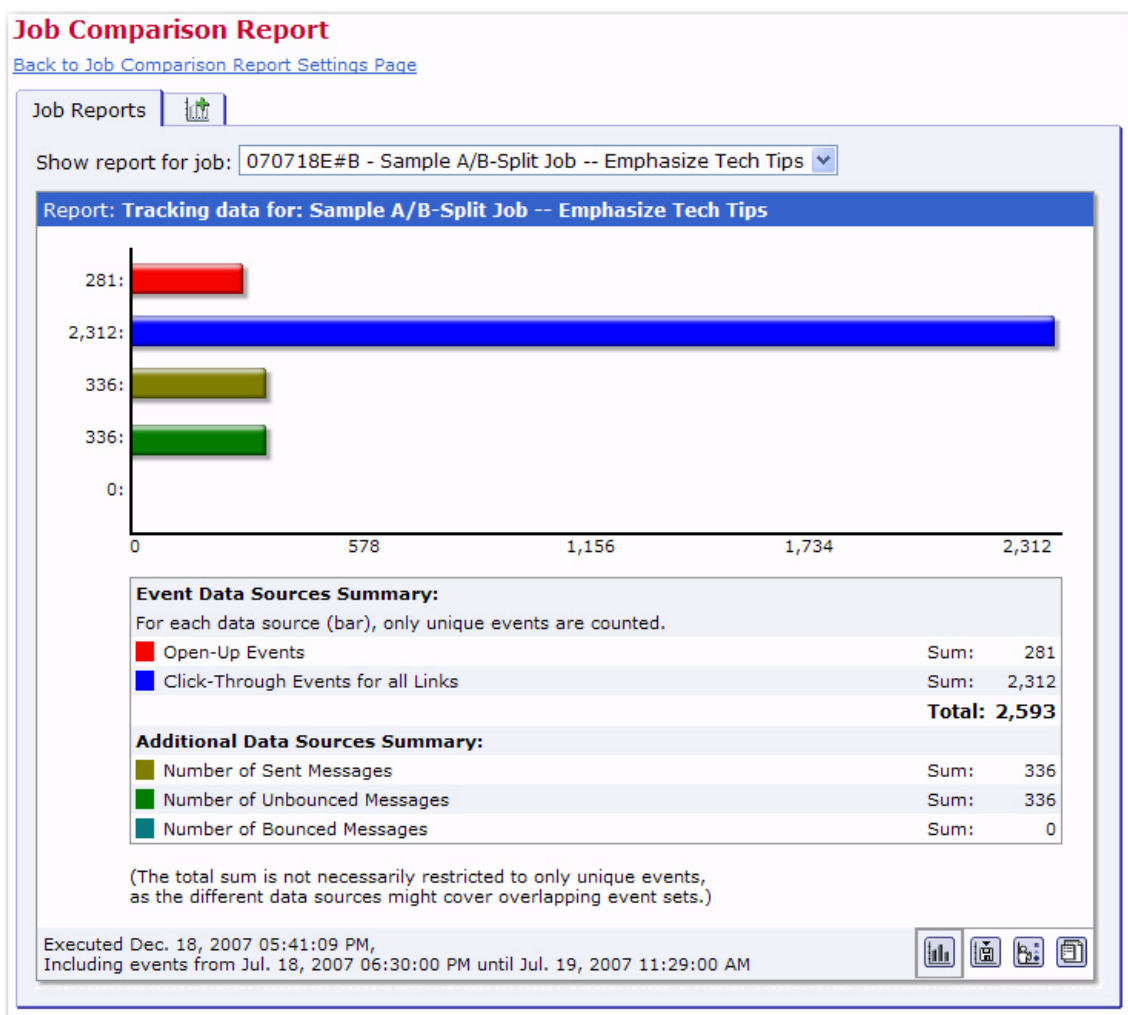 Job Comparison Report
Back to Job Comparison Report Settings Page
Job Reports
Show report for job: 070718E#B - Sample A/B-Split Job -- Emphasize Tech Tips
Report: Tracking data for: Sample A/B-Split Job -- Emphasize Tech Tips
281:
2,312:
336:
336:
0:
0 578 1,156 1,734 2,312
Event Data Sources Summary:
For each data source (bar), only unique events are counted.
Open-Up Events Sum: 281
Click-Through Events for all Links Sum: 2,312
Total: 2,593
Additional Data Sources Summary:
Number of Sent Messages Sum: 336
Number of Unbounced Messages Sum: 336
Number of Bounced Messages Sum: 0
(The total sum is not necessarily restricted to only unique events,
as the different data sources might cover overlapping event sets.)
Executed Dec. 18, 2007 05:41:09 PM,
Including events from Jul. 18, 2007 06:30:00 PM until Jul. 19, 2007 11:29:00 AM